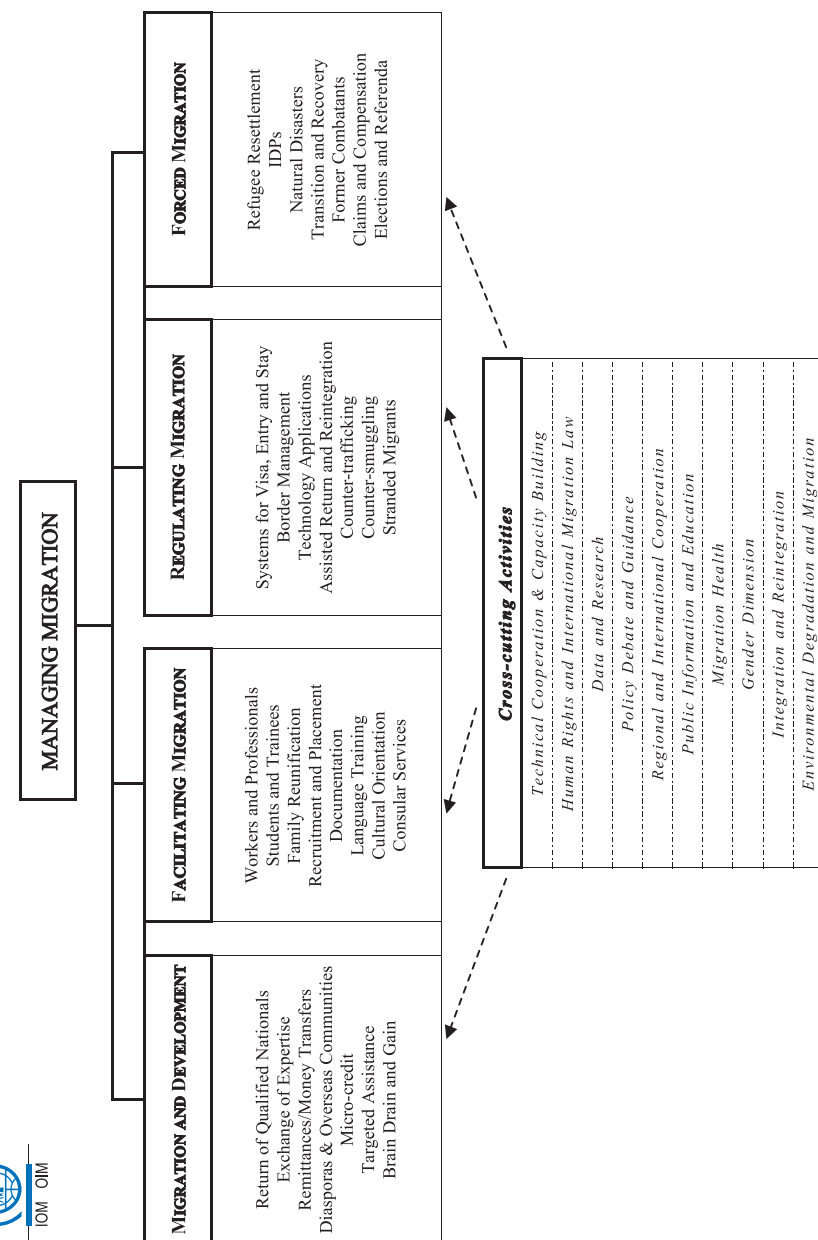 IOM OIM
MANAGING MIGRATION
MIGRATION AND DEVELOPMENT
Return of Qualified Nationals
Exchange of Expertise
Remittances/Money Transfers
Diasporas & Overseas Communities
Micro-credit
Targeted Assistance
Brain Drain and Gain
FACILITATING MIGRATION
Workers and Professionals
Students and Trainees
Family Reunification
Recruitment and Placement
Documentation
Language Training
Cultural Orientation
Consular Services
REGULATING MIGRATION
Systems for Visa, Entry and Stay
Border Management
Technology Applications
Assisted Return and Reintegration
Counter-trafficking
Counter-smuggling
Stranded Migrants
FORCED MIGRATION
Refugee Resettlement
IDPs
Natural Disasters
Transition and Recovery
Former Combatants
Claims and Compensation
Elections and Referenda
Cross-cutting Activities
Technical Cooperation & Capacity Building
Human Rights and International Migration Law
Data and Research
Policy Debate and Guidance
Regional and International Cooperation
Public Information and Education
Migration Health
Gender Dimension
Integration and Reintegration
Environmental Degradation and Migration